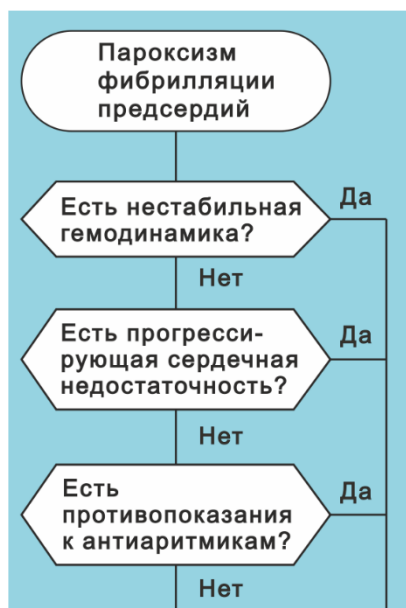 Пароксизм
фибрилляции
предсердий
Есть нестабильная
гемодинамика?
Да
Нет
Есть прогресси-
рующая сердечная
недостаточность?
Да
Нет
Есть
противопоказания
к антиаритмикам?
Да
Нет